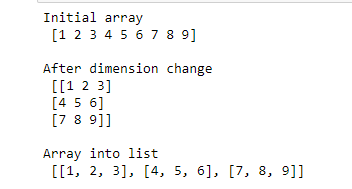 Initial array
[1 2 3 4 5 6 7 8 9]
After dimension change
[[1 2 3]
[4 5 6]
[7 8 9]]
Array into list
[[1, 2, 3], [4, 5, 6], [7, 8, 9]]